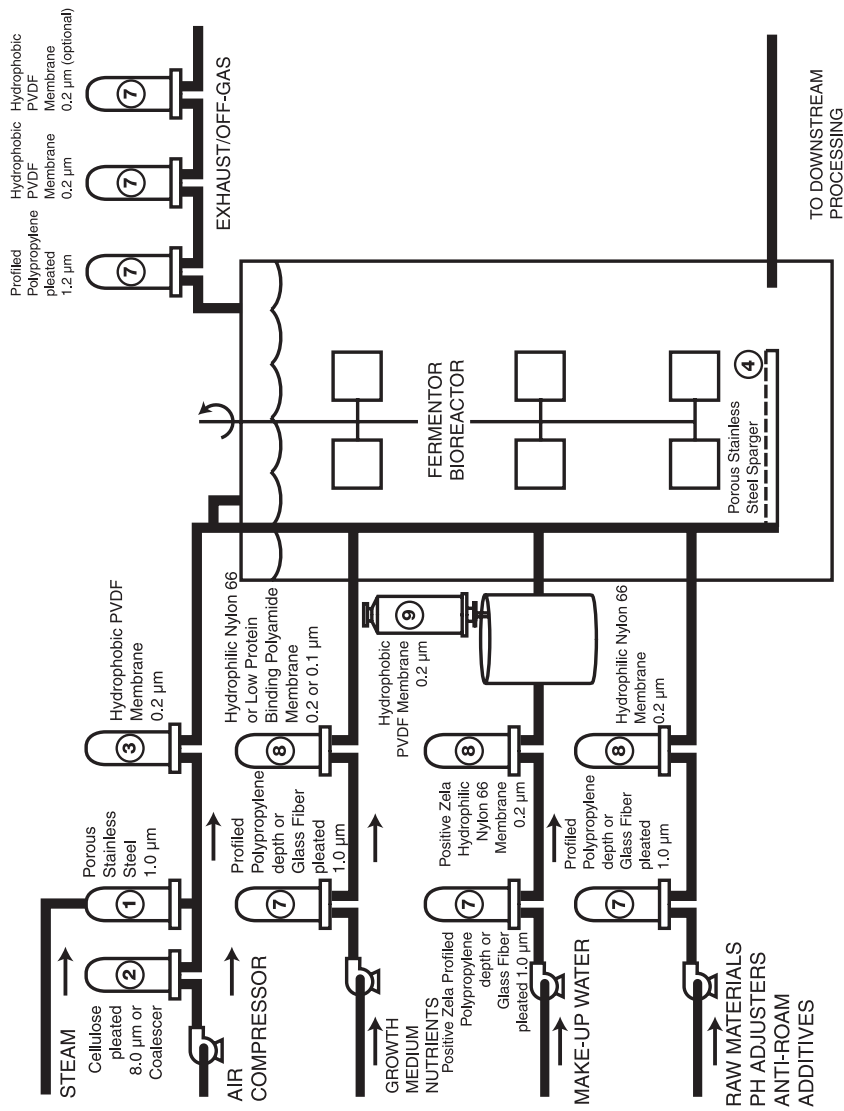 STEAM
Cellulose
pleated
8.0 µm or
Coalescer
2
1
Porous
Stainless
Steel
1.0 µm
3
Hydrophobic PVDF
Membrane
0.2 µm
AIR
COMPRESSOR
7
Profiled
Polypropylene
depth or
Glass Fiber
pleated
1.0 µm
8
Hydrophilic Nylon 66
or Low Protein
Binding Polyamide
Membrane
0.2 or 0.1 µm
GROWTH
MEDIUM
NUTRIENTS
Positive Zela Profiled
Polypropylene
depth or
Glass Fiber
pleated 1.0 µm
7
Positive Zela
Hydrophilic
Nylon 66
Membrane
0.2 µm
8
Hydrophobic
PVDF Membrane
0.2 µm
9
MAKE-UP WATER
7
Profiled
Polypropylene
depth or
Glass Fiber
pleated
1.0 µm
8
Hydrophilic Nylon 66
Membrane
0.2 µm
RAW MATERIALS
PH ADJUSTERS
ANTI-ROAM
ADDITIVES
FERMENTOR
BIOREACTOR
Porous Stainless
Steel Sparger
4
Profiled
Polypropylene
pleated
1.2 µm
7
Hydrophobic
PVDF
Membrane
0.2 µm
7
Hydrophobic
PVDF
Membrane
0.2 µm (optional)
7
EXHAUST/OFF-GAS
TO DOWNSTREAM
PROCESSING